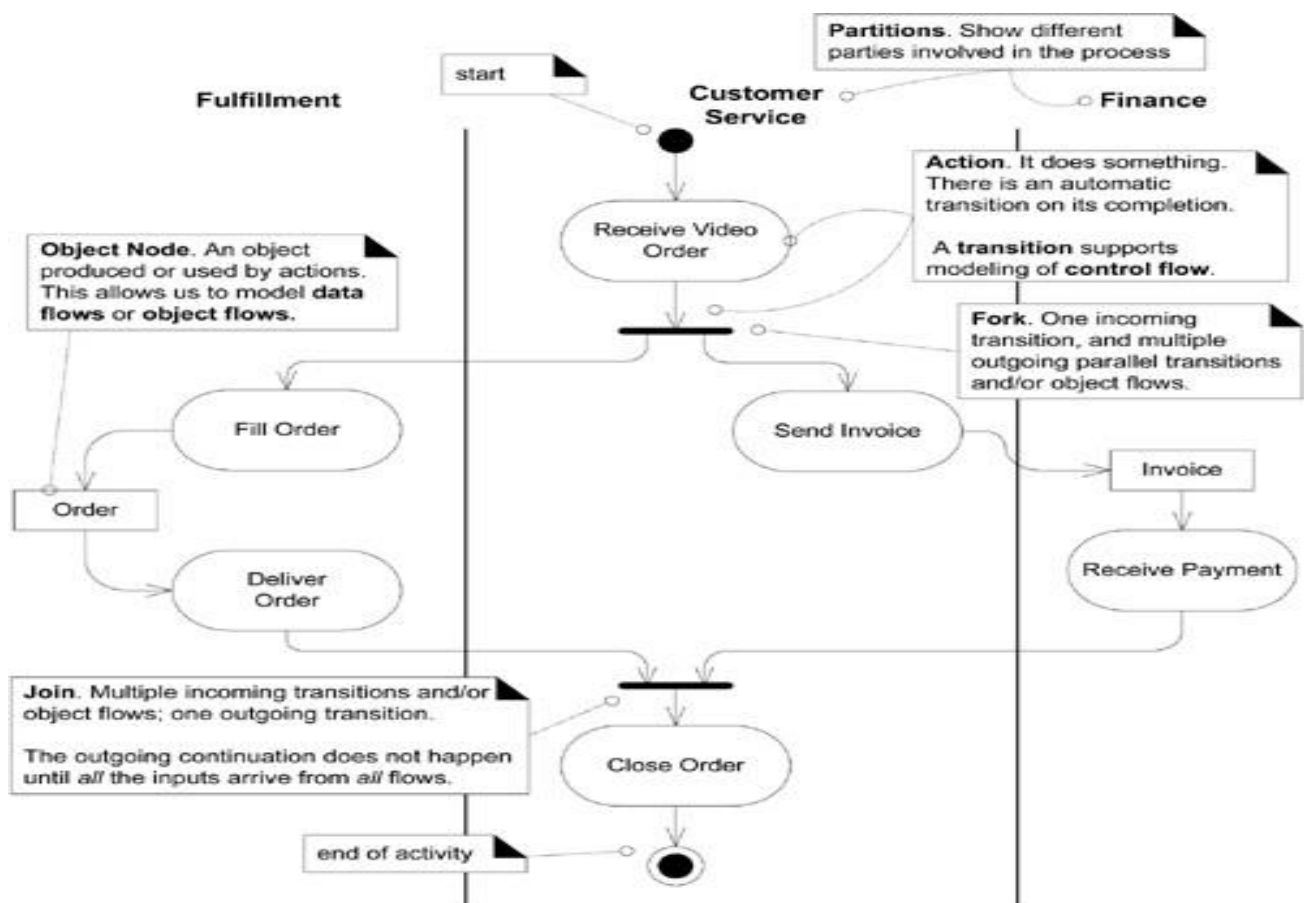 Partitions. Show different
parties involved in the process
start
Fulfillment
Customer
Service
Finance
Action. It does something.
There is an automatic
transition on its completion.
A transition supports
modeling of control flow.
Receive Video
Order
Object Node. An object
produced or used by actions.
This allows us to model data
flows or object flows.
Fork. One incoming
transition, and multiple
outgoing parallel transitions
and/or object flows.
Fill Order
Send Invoice
Invoice
Order
Deliver
Order
Receive Payment
Join. Multiple incoming transitions and/or
object flows; one outgoing transition.
The outgoing continuation does not happen
until all the inputs arrive from all flows.
Close Order
end of activity